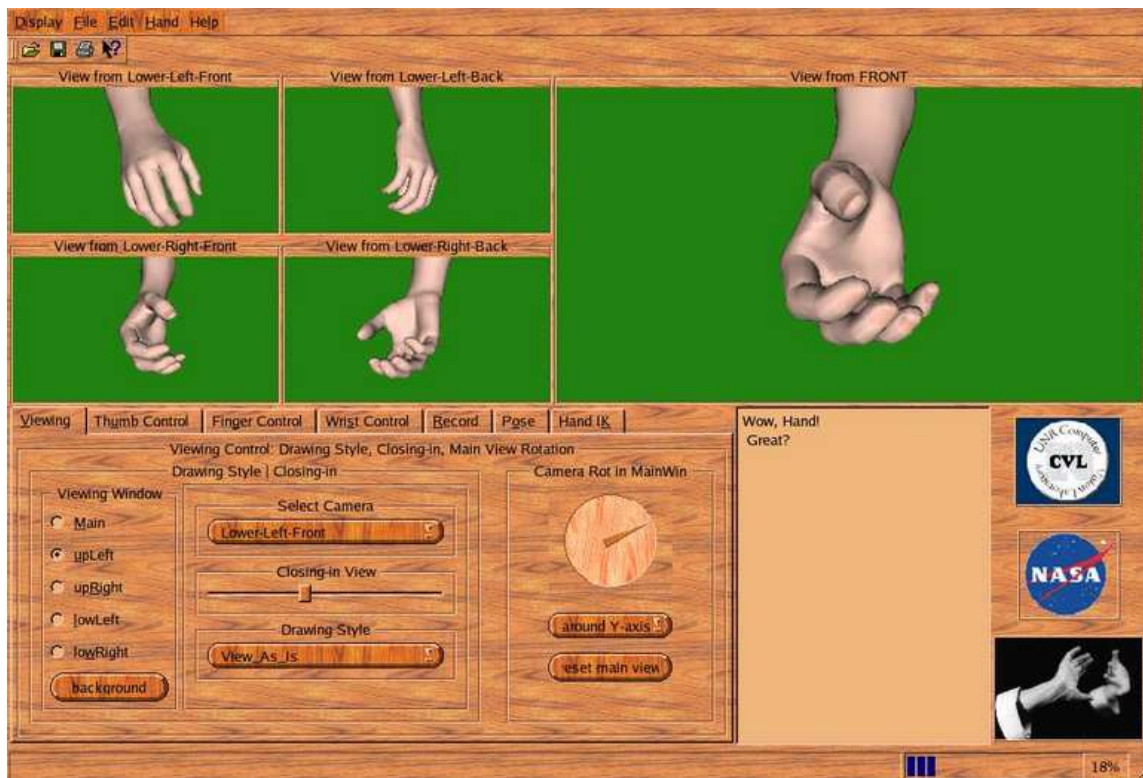 Display File Edit Hand Help
View from Lower-Left-Front
View from Lower-Left-Back
View from FRONT
View from Lower-Right-Front
View from Lower-Right-Back
Viewing
Thumb Control
Finger Control
Wrist Control
Record
Pose
Hand IK
Viewing Control: Drawing Style, Closing-in, Main View Rotation
Drawing Style | Closing-in
Viewing Window
Main
upLeft
upRight
lowLeft
lowRight
background
Select Camera
Lower-Left-Front
Closing-in View
Drawing Style
View_As_Is
Camera Rot in MainWin
around Y-axis
eset main view
Wow, Hand!
Great?
UNR Computer
CVL
Vision Laboratory
NASA
18%